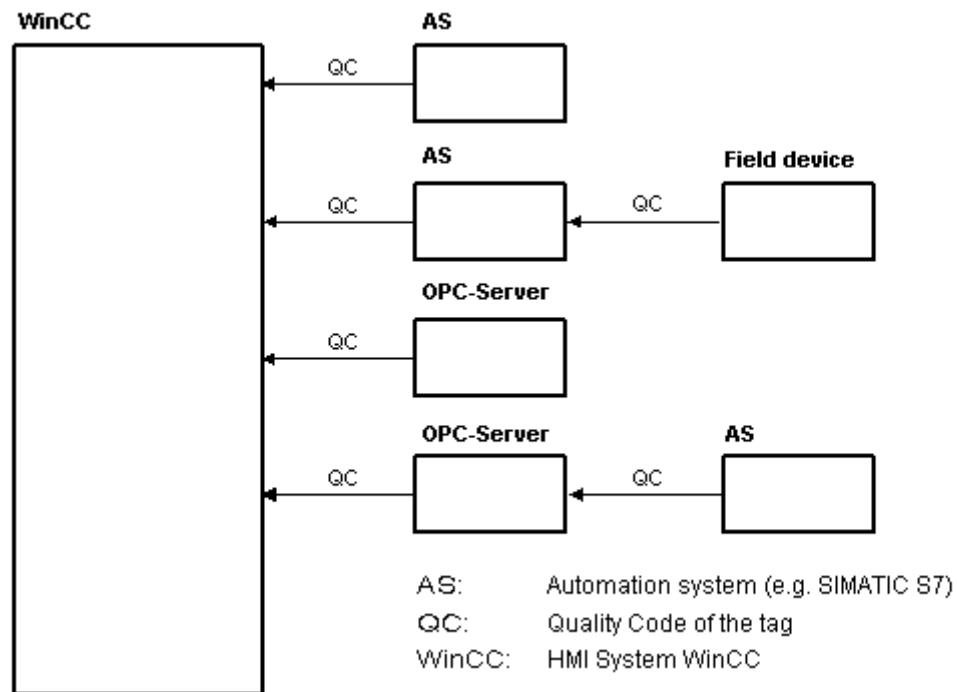 WinCC
AS
QC
AS
Field device
QC
QC
OPC-Server
QC
OPC-Server
AS
QC
QC
AS: Automation system (e.g. SIMATIC S7)
QC: Quality Code of the tag
WinCC: HMI System WinCC